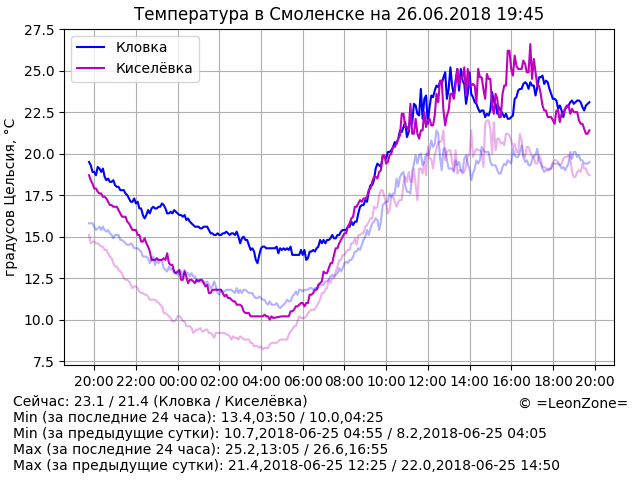 Температура в Смоленске на 26.06.2018 19:45
Кловка
Киселёвка
градусов Цельсия, °C
27.5
25.0
22.5
20.0
17.5
15.0
12.5
10.0
7.5
20:00 22:00 00:00 02:00 04:00 06:00 08:00 10:00 12:00 14:00 16:00 18:00 20:00
Сейчас: 23.1 / 21.4 (Кловка / Киселёвка)
© =LeonZone=
Min (за последние 24 часа): 13.4,03:50 / 10.0,04:25
Min (за предыдущие сутки): 10.7,2018-06-25 04:55 / 8.2,2018-06-25 04:05
Max (за последние 24 часа): 25.2,13:05 / 26.6,16:55
Max (за предыдущие сутки): 21.4,2018-06-25 12:25 / 22.0,2018-06-25 14:50